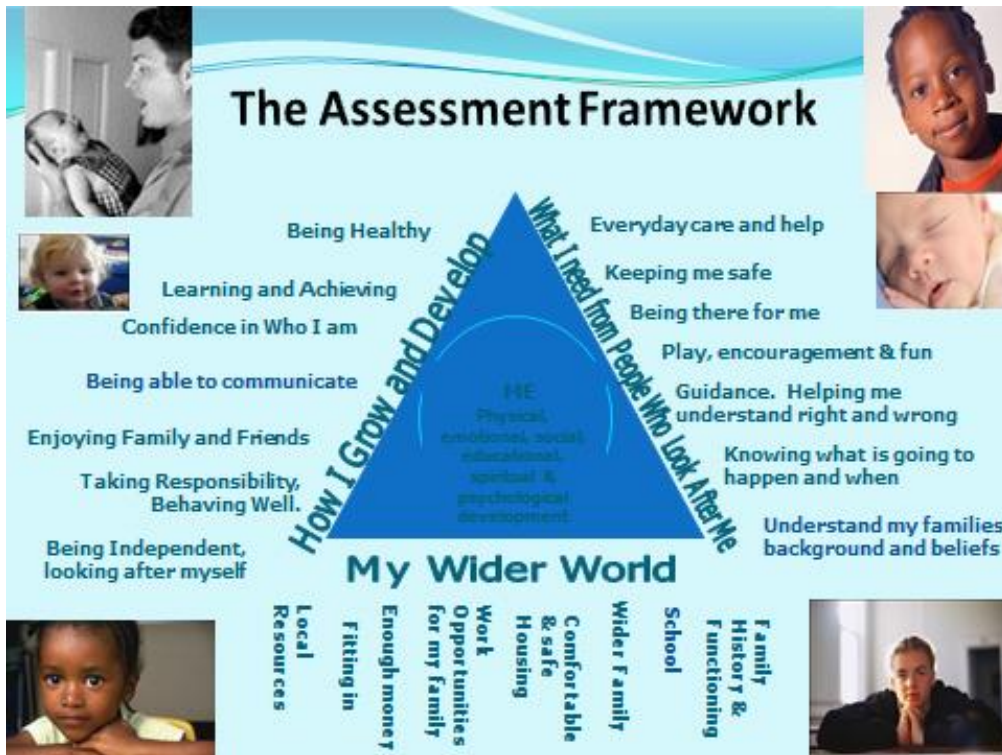 The Assessment Framework
Being Healthy
Learning and Achieving
Confidence in Who I am
Being able to communicate
Enjoying Family and Friends
Taking Responsibility,
Behaving Well.
Being Independent,
looking after myself
How I Grow and Develop
What I need from People Who Look After Me
Everyday care and help
Keeping me safe
Being there for me
Play, encouragement & fun
Guidance. Helping me
understand right and wrong
Knowing what is going to
happen and when
Understand my families
background and beliefs
ME
Physical,
emotional, social,
educational,
spiritual &
psychological
development
My Wider World
Local
Resources
Fitting in
Enough money
Work
Opportunities
for my family
Comfortable
& safe
Housing
Wider Family
School
Family
History &
Functioning